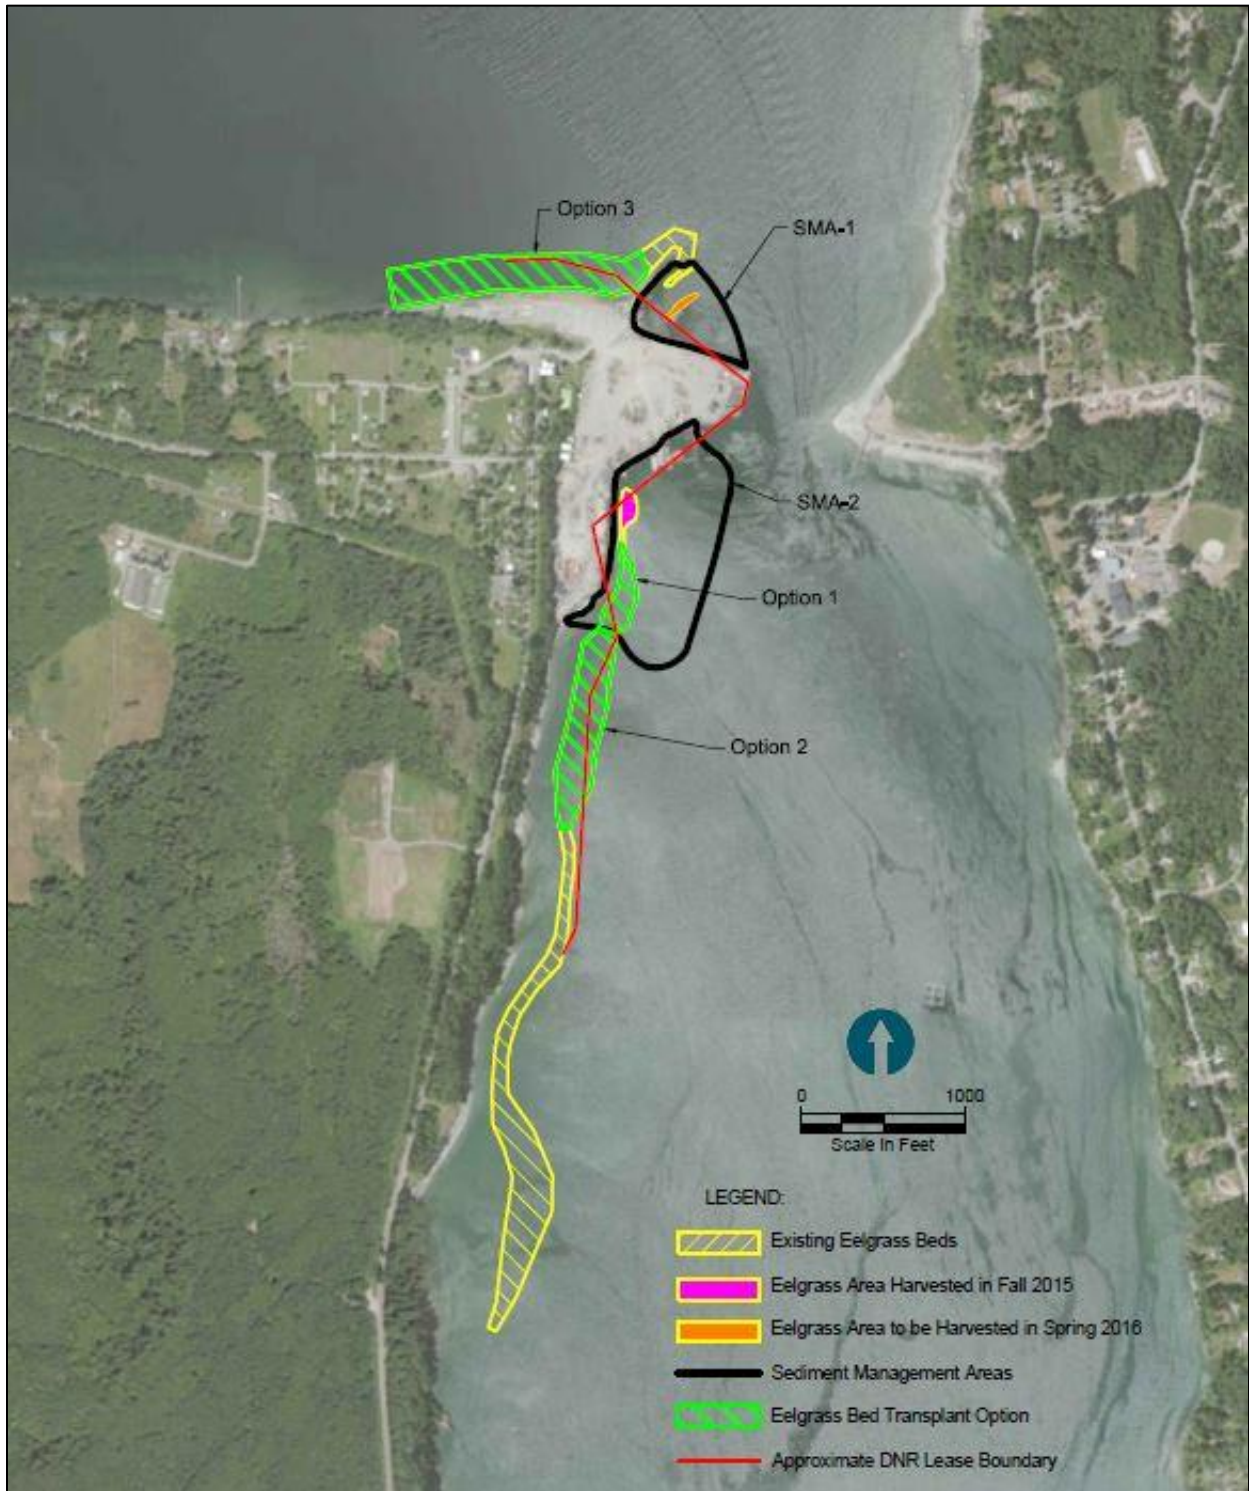 Option 3
SMA-1
SMA-2
Option 1
Option 2
0 1000
Scale In Feet
LEGEND:
Existing Eelgrass Beds
Eelgrass Area Harvested in Fall 2015
Eelgrass Area to be Harvested in Spring 2016
Sediment Management Areas
Eelgrass Bed Transplant Option
Approximate DNR Lease Boundary